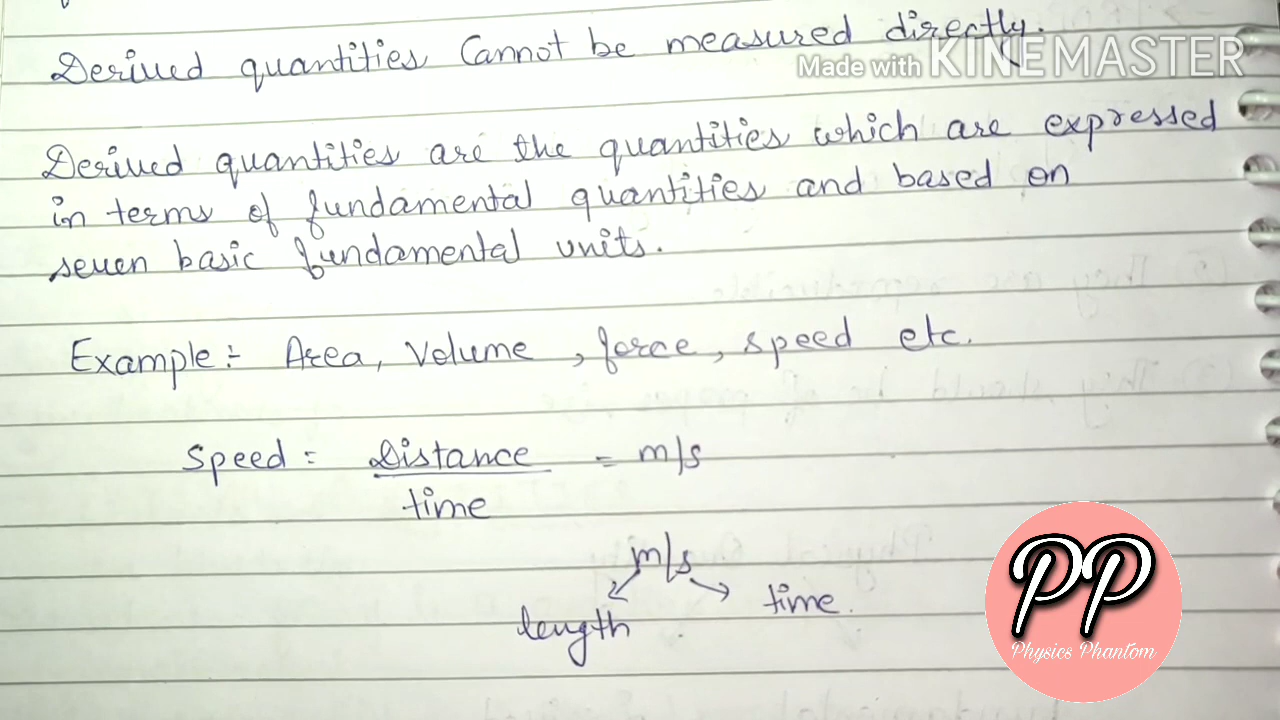 Derived quantities Cannot be measured directly.
Made with KINEMASTER
Derived quantities are the quantities which are expressed
in terms of fundamental quantities and based on
seven basic fundamental units.
Example:- Area, Volume, force, speed etc.
Speed = Distance = m/s
time
m/s
length
time.
PP
Physics Phantom